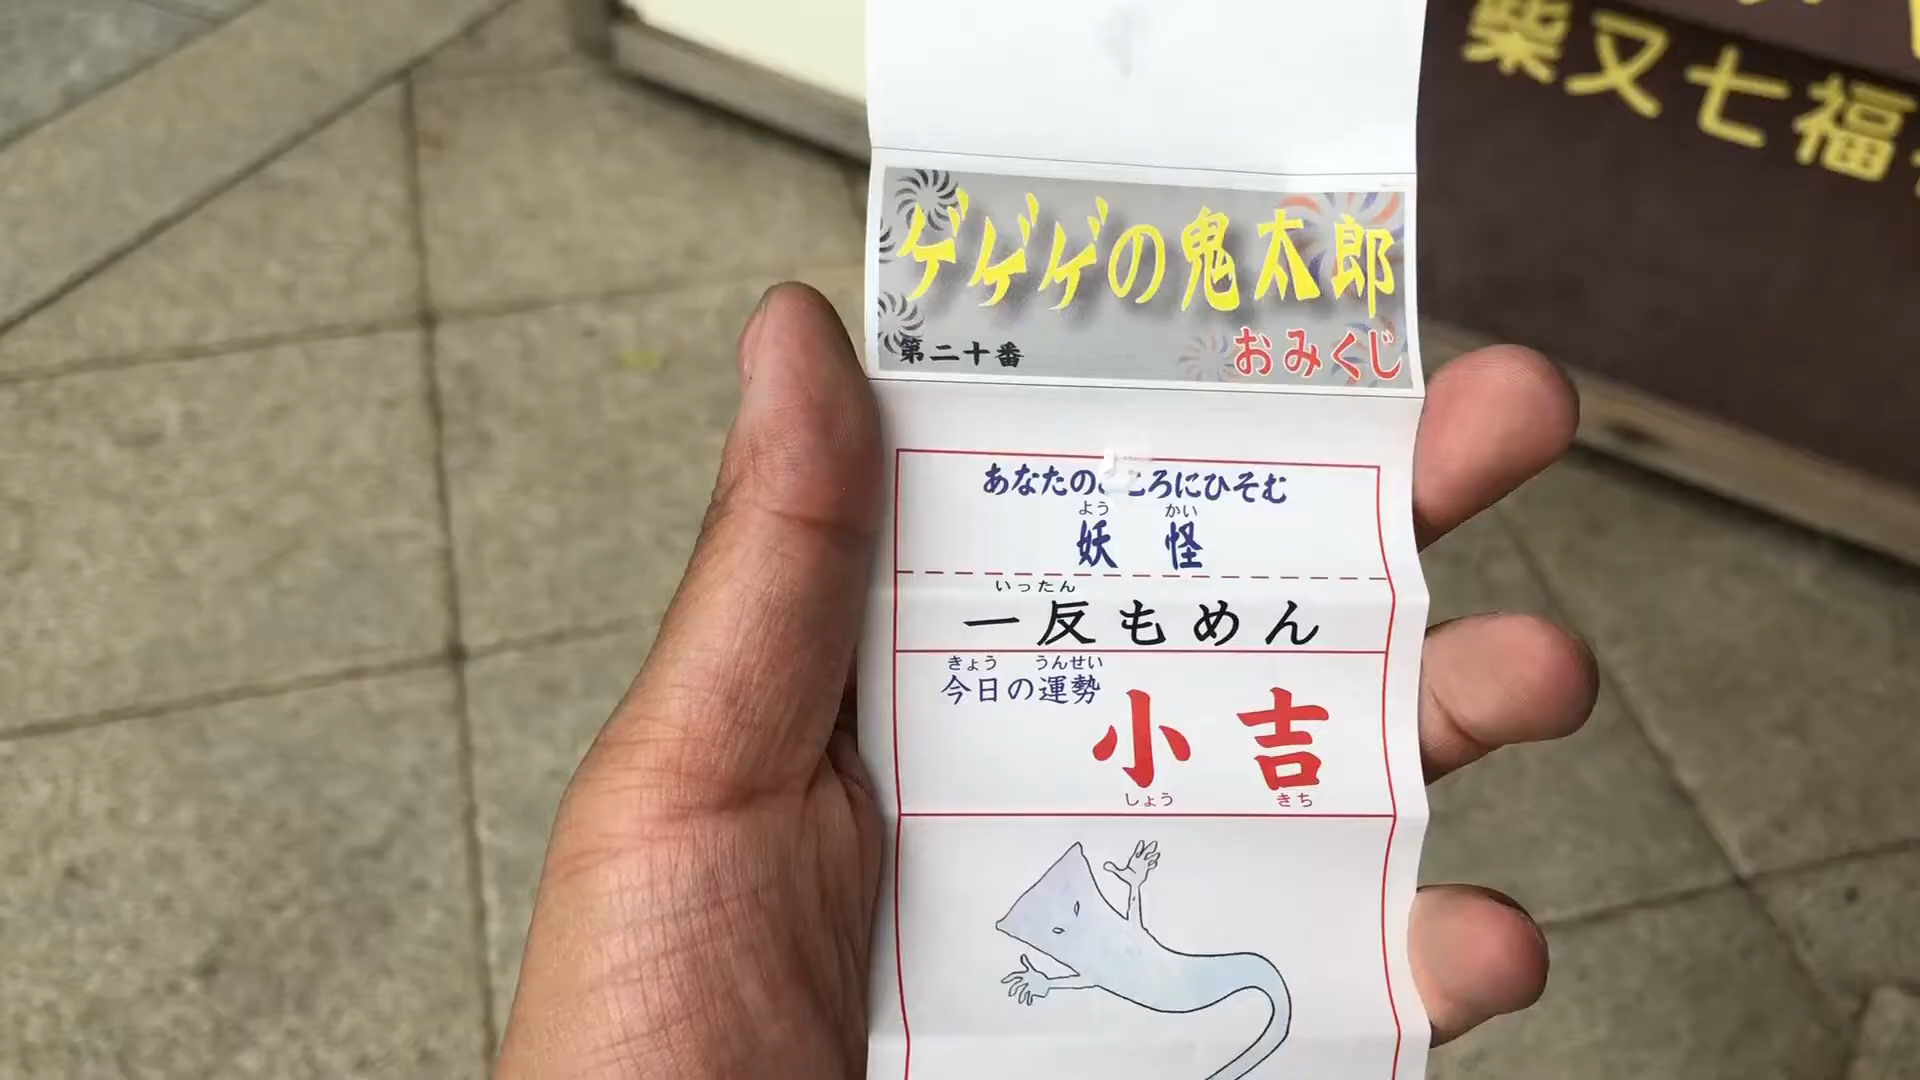 柴又七福
ゲゲゲの鬼太郎
おみくじ
第二十番
あなたのこころにひそむ
よう かい
妖 怪
いったん
一反もめん
きょう うんせい
今日の運勢
小 吉
しょう きち